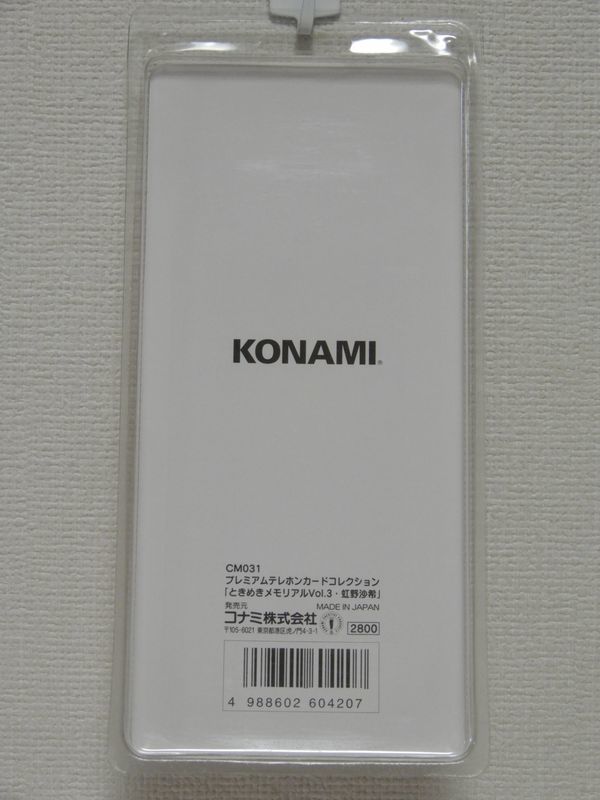 KONAMI®
CM031
プレミアムテレホンカードコレクション
「ときめきメモリアルVol.3・虹野沙希」
発売元 MADE IN JAPAN
コナミ株式会社 2800
〒105-6021 東京都港区虎ノ門4-3-1
4 988602 604207